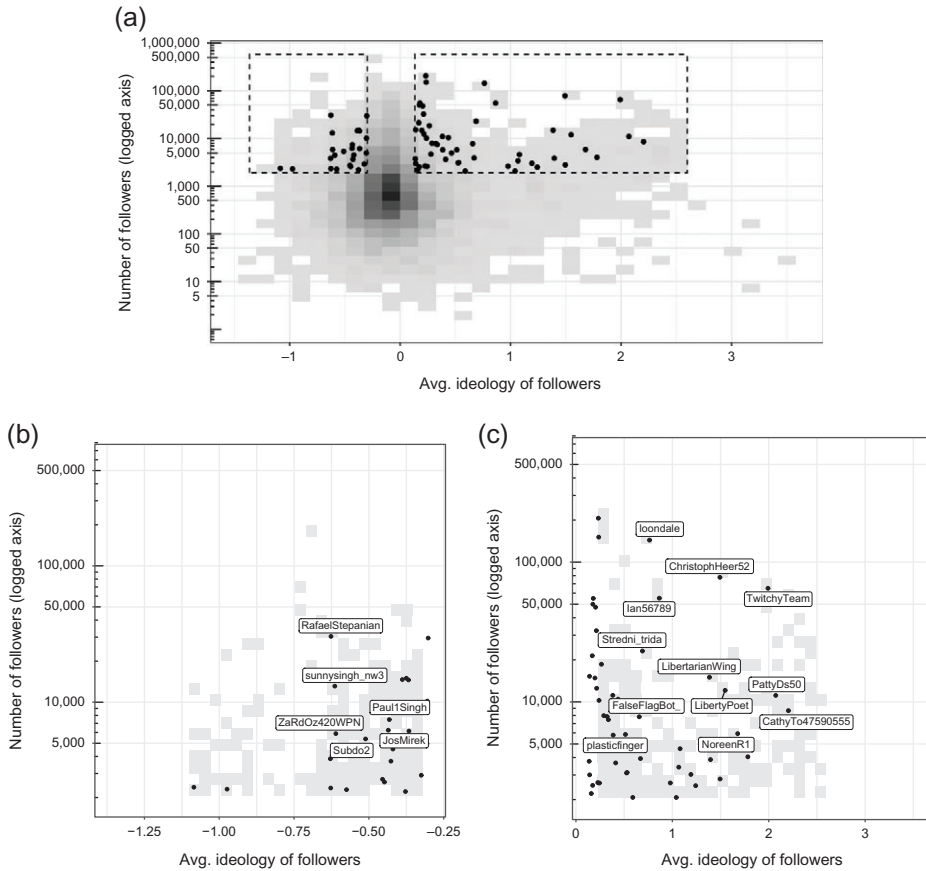 (a)
1,000,000
500,000
100,000
50,000
10,000
5,000
1,000
500
100
50
10
5
Number of followers (logged axis)
−1
0
1
2
3
Avg. ideology of followers
(b)
500,000
100,000
50,000
10,000
5,000
Number of followers (logged axis)
RafaelStepanian
sunnysingh_nw3
Paul1Singh
ZaRdOz420WPN
JosMirek
Subdo2
−1.25
−1.00
−0.75
−0.50
−0.25
Avg. ideology of followers
(c)
500,000
100,000
50,000
10,000
5,000
Number of followers (logged axis)
loondale
ChristophHeer52
TwitchyTeam
Ian56789
Stredni_trida
LibertarianWing
PattyDs50
FalseFlagBot_
LibertyPoet
CathyTo47590555
plasticfinger
NoreenR1
0
1
2
3
Avg. ideology of followers